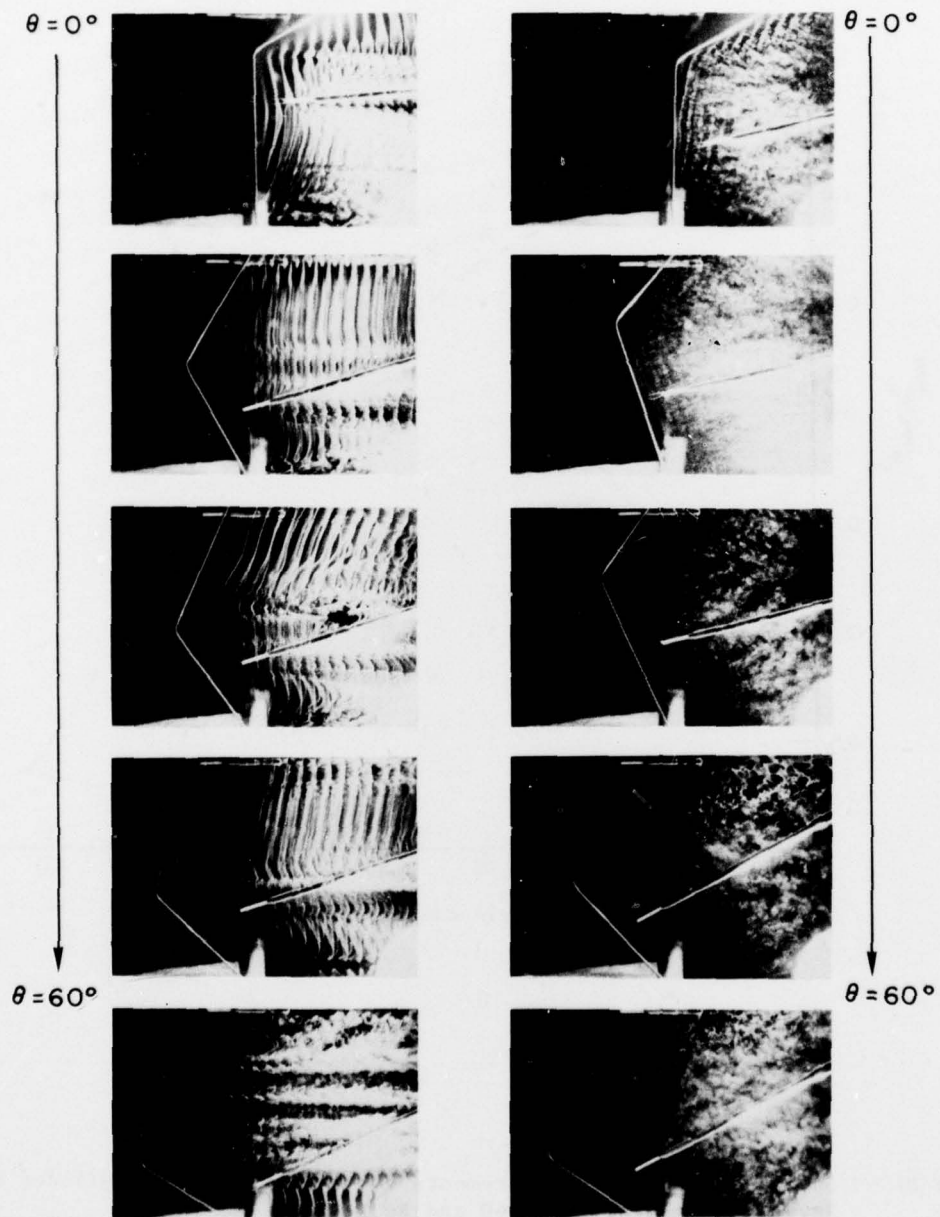 θ = 0°
θ = 0°
θ = 60°
θ = 60°